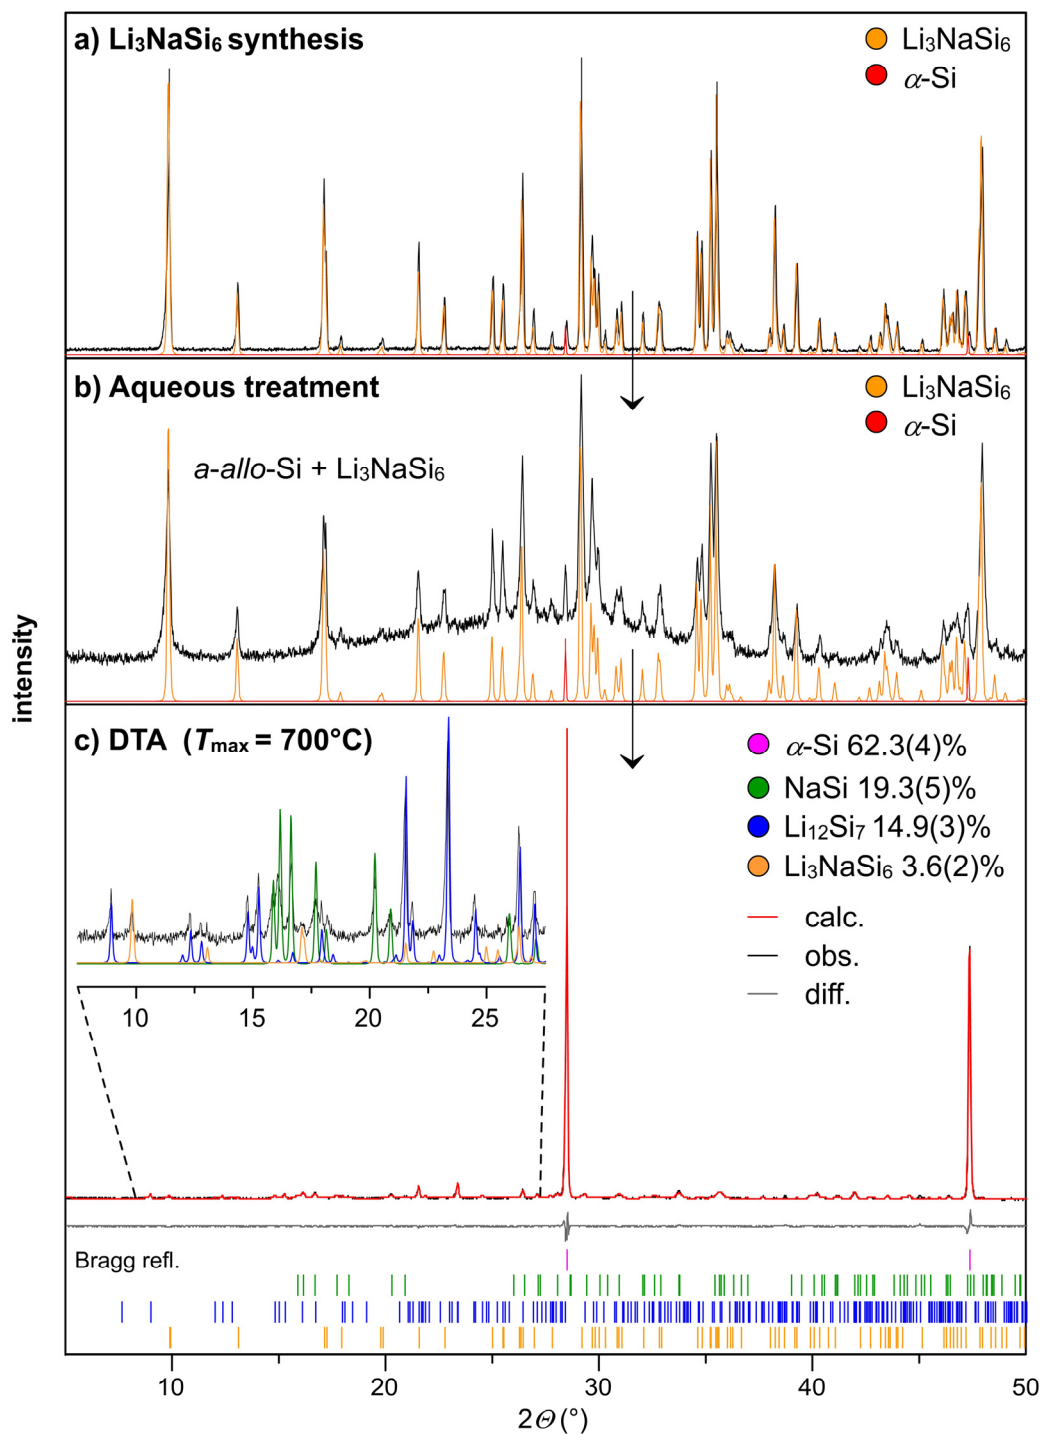 a) Li₃NaSi₆ synthesis
Li₃NaSi₆
α-Si
b) Aqueous treatment
Li₃NaSi₆
α-Si
a-allo-Si + Li₃NaSi₆
intensity
c) DTA (Tmax = 700°C)
α-Si 62.3(4)%
NaSi 19.3(5)%
Li₁₂Si₇ 14.9(3)%
Li₃NaSi₆ 3.6(2)%
calc.
obs.
diff.
10 15 20 25
Bragg refl.
10 20 30 40 50
2Θ (°)